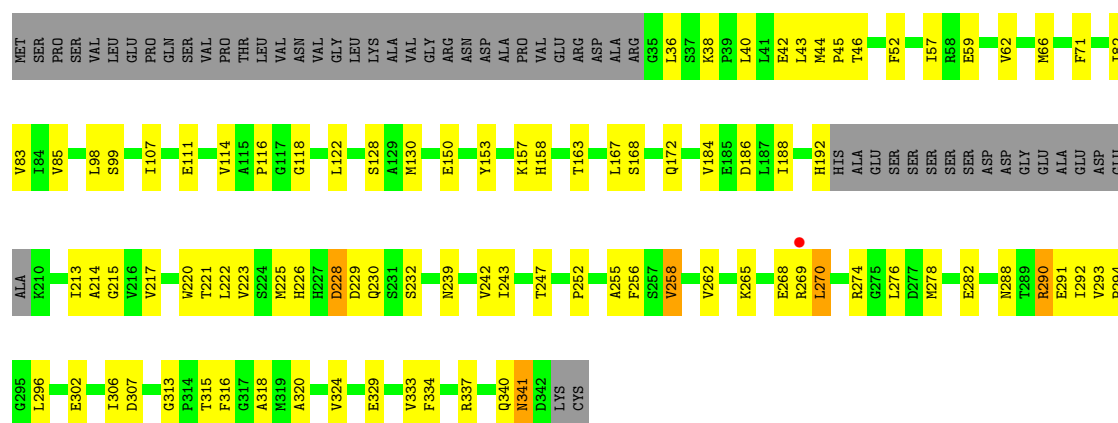 MET SER PRO SER VAL LEU GLU PRO GLN SER VAL PRO THR LEU VAL ASN VAL GLY LEU LYS ALA VAL GLY ARG ASN ASP ALA PRO VAL GLU ARG ASP ALA ARG G35 L36 S37 K38 P39 L40 L41 E42 L43 M44 P45 T46 F52 I57 R58 E59 V62 M66 F71 I82
V83 I84 V85 L98 S99 I107 E111 V114 A115 P116 G117 G118 L122 S128 A129 M130 E150 Y153 K157 H158 T163 L167 S168 Q172 V184 E185 D186 L187 I188 H192 HIS ALA GLU SER SER SER SER SER ASP ASP GLY GLU ALA GLU ASP GLU
ALA K210 I213 A214 G215 V216 V217 W220 T221 L222 V223 S224 M225 H226 H227 D228 D229 Q230 S231 S232 N239 V242 I243 T247 P252 A255 F256 S257 V258 V262 K265 E268 R269 L270 R274 G275 L276 D277 M278 E282 N288 T289 R290 E291 I292 V293
G295 L296 E302 I306 D307 G313 P314 T315 F316 G317 A318 M319 A320 V324 E329 V333 F334 R337 Q340 N341 D342 LYS CYS